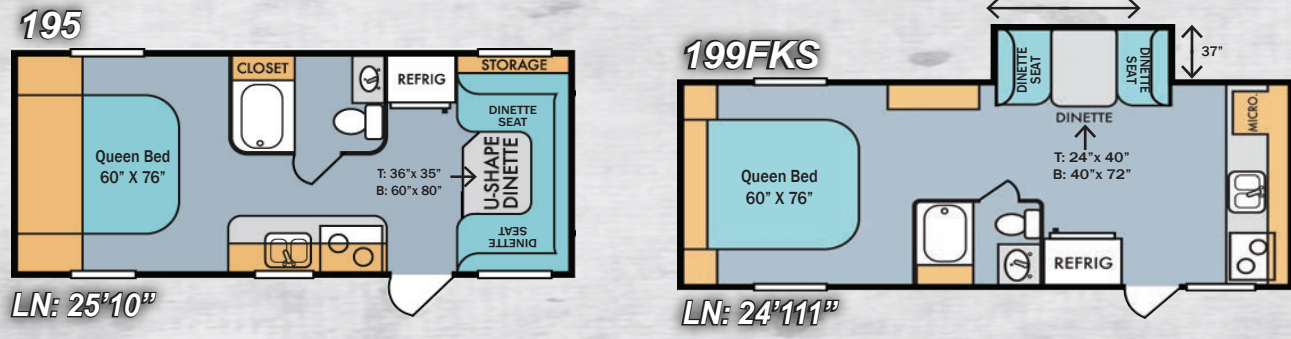 195
CLOSET
REFRIG
STORAGE
DINETTE
SEAT
Queen Bed
60” X 76”
T: 36”x 35”
B: 60”x 80”
U-SHAPE
DINETTE
DINETTE
SEAT
LN: 25’10”
199FKS
37”
DINETTE
SEAT
DINETTE
SEAT
DINETTE
MICRO.
T: 24”x 40”
B: 40”x 72”
Queen Bed
60” X 76”
REFRIG
LN: 24’111”